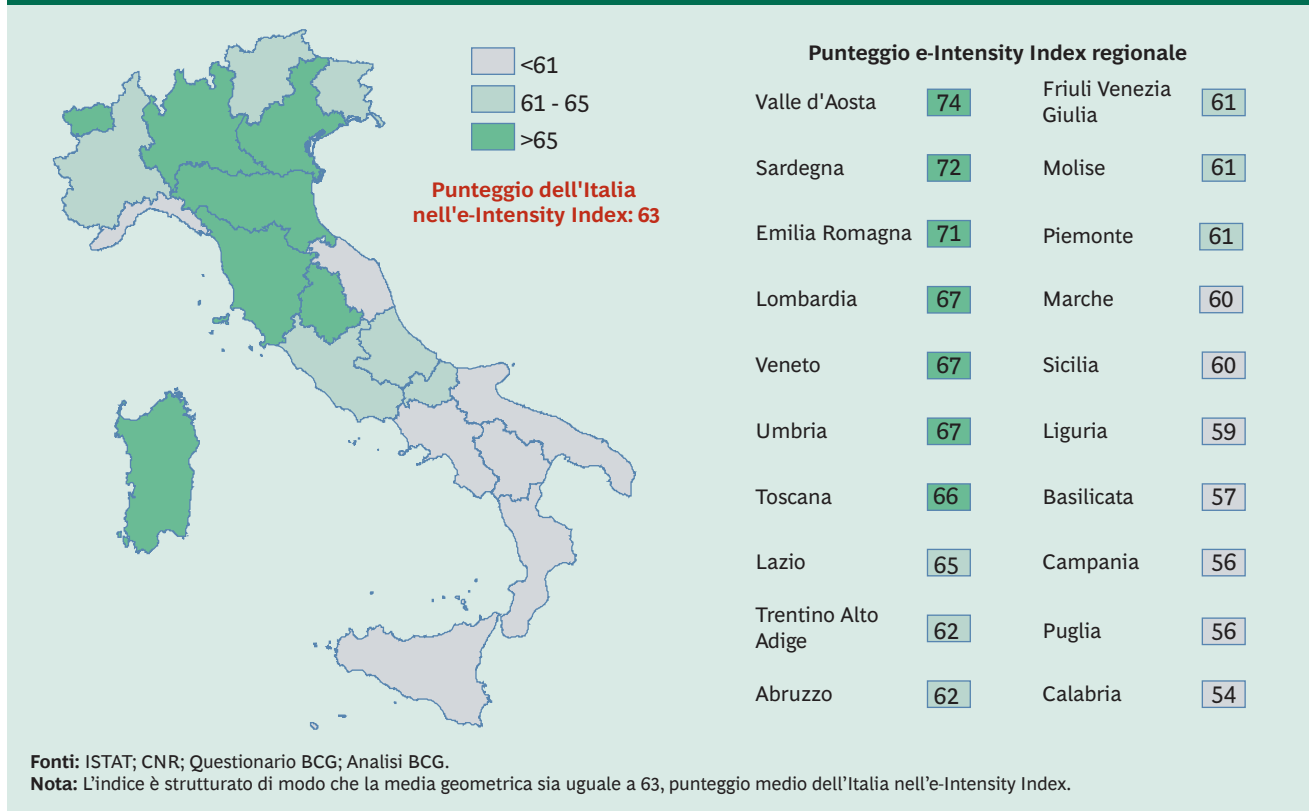 <61
61 - 65
>65
Punteggio dell'Italia
nell'e-Intensity Index: 63
Punteggio e-Intensity Index regionale
Valle d'Aosta 74
Sardegna 72
Emilia Romagna 71
Lombardia 67
Veneto 67
Umbria 67
Toscana 66
Lazio 65
Trentino Alto
Adige 62
Abruzzo 62
Friuli Venezia
Giulia 61
Molise 61
Piemonte 61
Marche 60
Sicilia 60
Liguria 59
Basilicata 57
Campania 56
Puglia 56
Calabria 54
Fonti: ISTAT; CNR; Questionario BCG; Analisi BCG.
Nota: L’indice è strutturato di modo che la media geometrica sia uguale a 63, punteggio medio dell’Italia nell’e-Intensity Index.